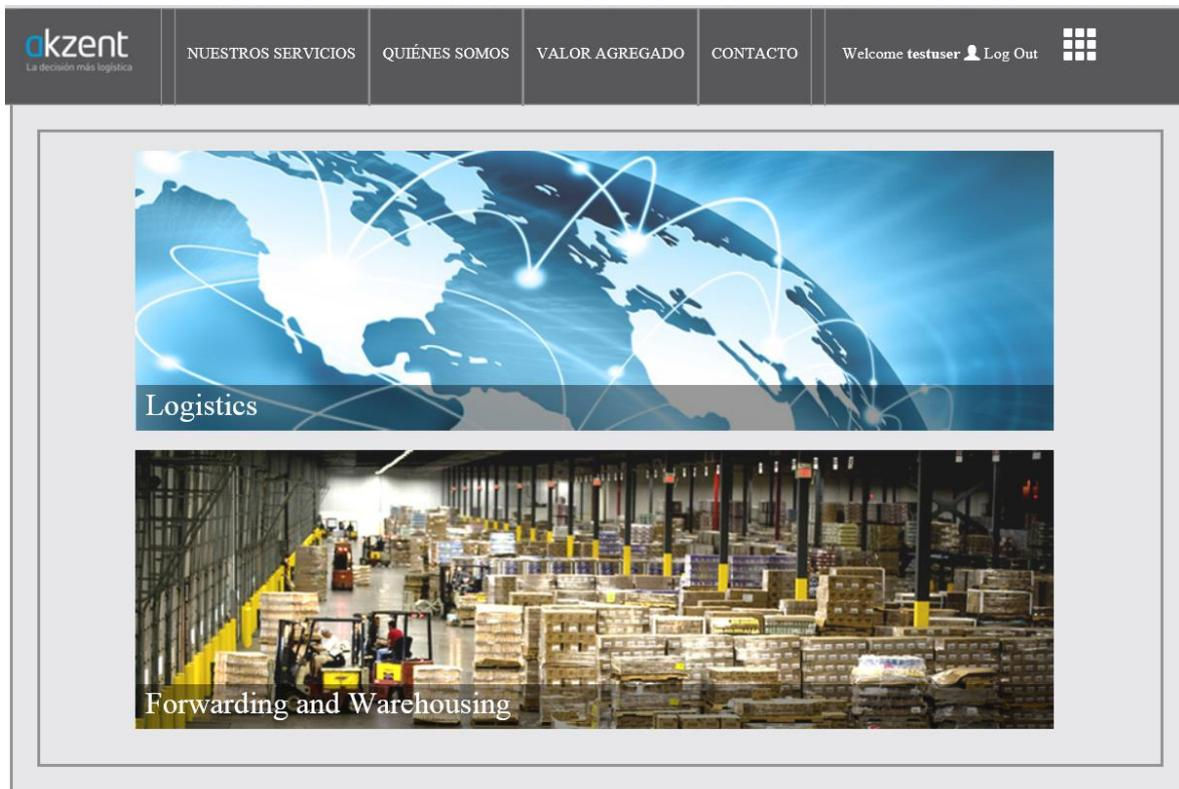 akzent
La decisión más logística
NUESTROS SERVICIOS
QUIÉNES SOMOS
VALOR AGREGADO
CONTACTO
Welcome testuser Log Out
Logistics
Forwarding and Warehousing